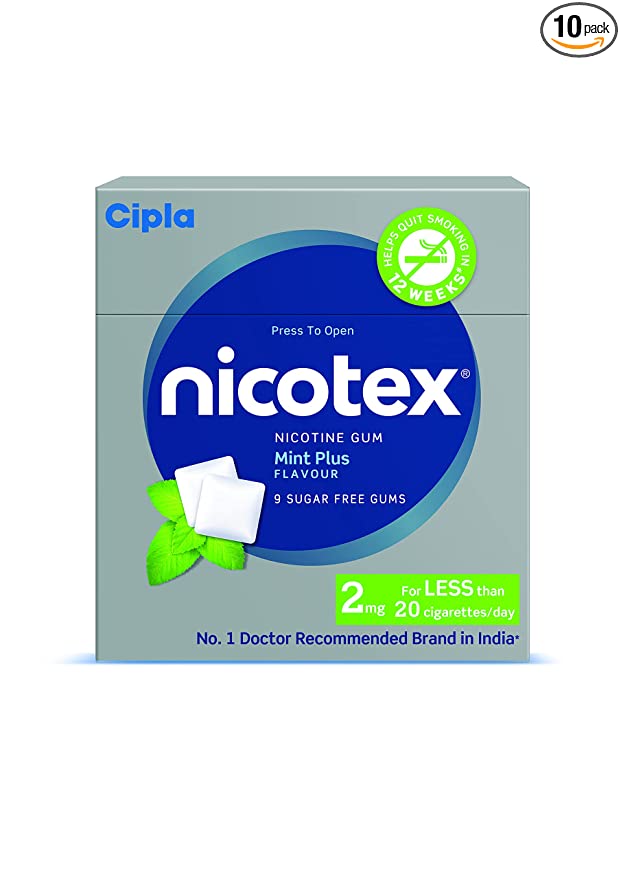 10 pack
Cipla
HELPS QUIT SMOKING IN
12 WEEKS*
Press To Open
nicotex®
NICOTINE GUM
Mint Plus
FLAVOUR
9 SUGAR FREE GUMS
2mg
For LESS than
20 cigarettes/day
No. 1 Doctor Recommended Brand in India*